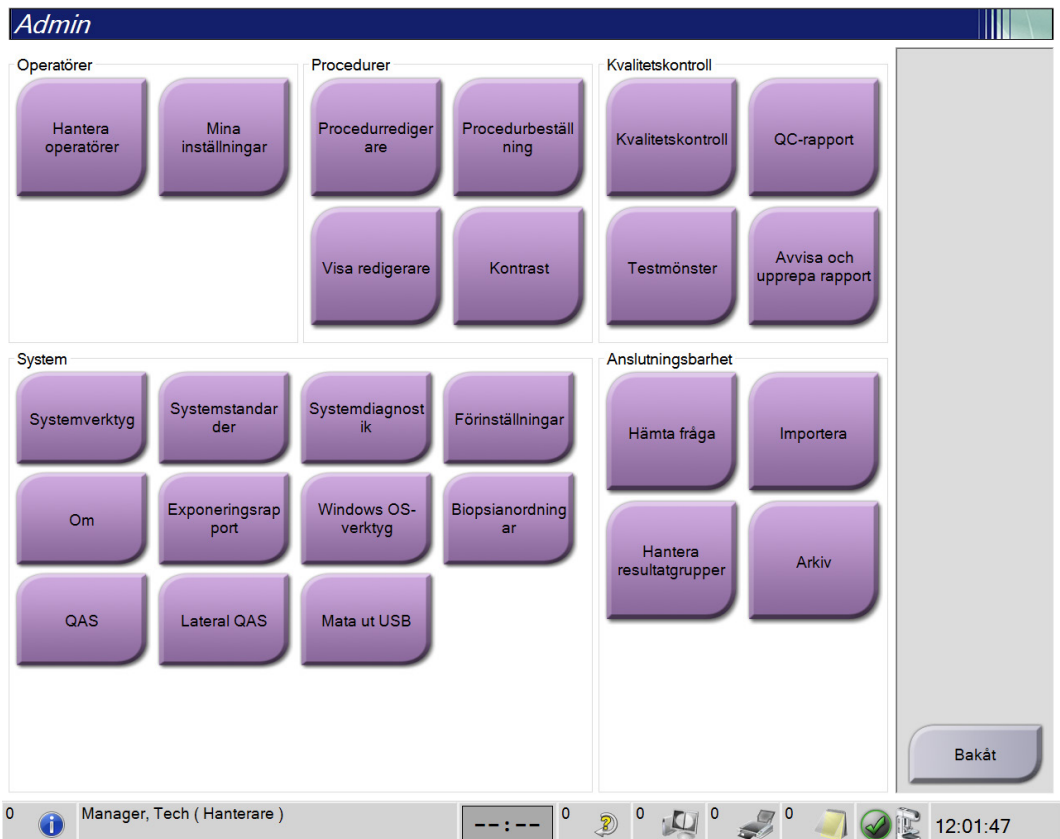 Admin
Operatörer
Hantera
operatörer
Mina
inställningar
Procedurer
Procedurrediger
are
Procedurbeställ
ning
Visa redigerare
Kontrast
Kvalitetskontroll
Kvalitetskontroll
QC-rapport
Testmönster
Avvisa och
upprepa rapport
System
Systemverktyg
Systemstandar
der
Systemdiagnost
ik
Förinställningar
Om
Exponeringsrap
port
Windows OS-
verktyg
Biopsianordning
ar
QAS
Lateral QAS
Mata ut USB
Anslutningsbarhet
Hämta fråga
Importera
Hantera
resultatgrupper
Arkiv
Bakåt
0
Manager, Tech ( Hanterare )
--:--
0
0
0
0
12:01:47